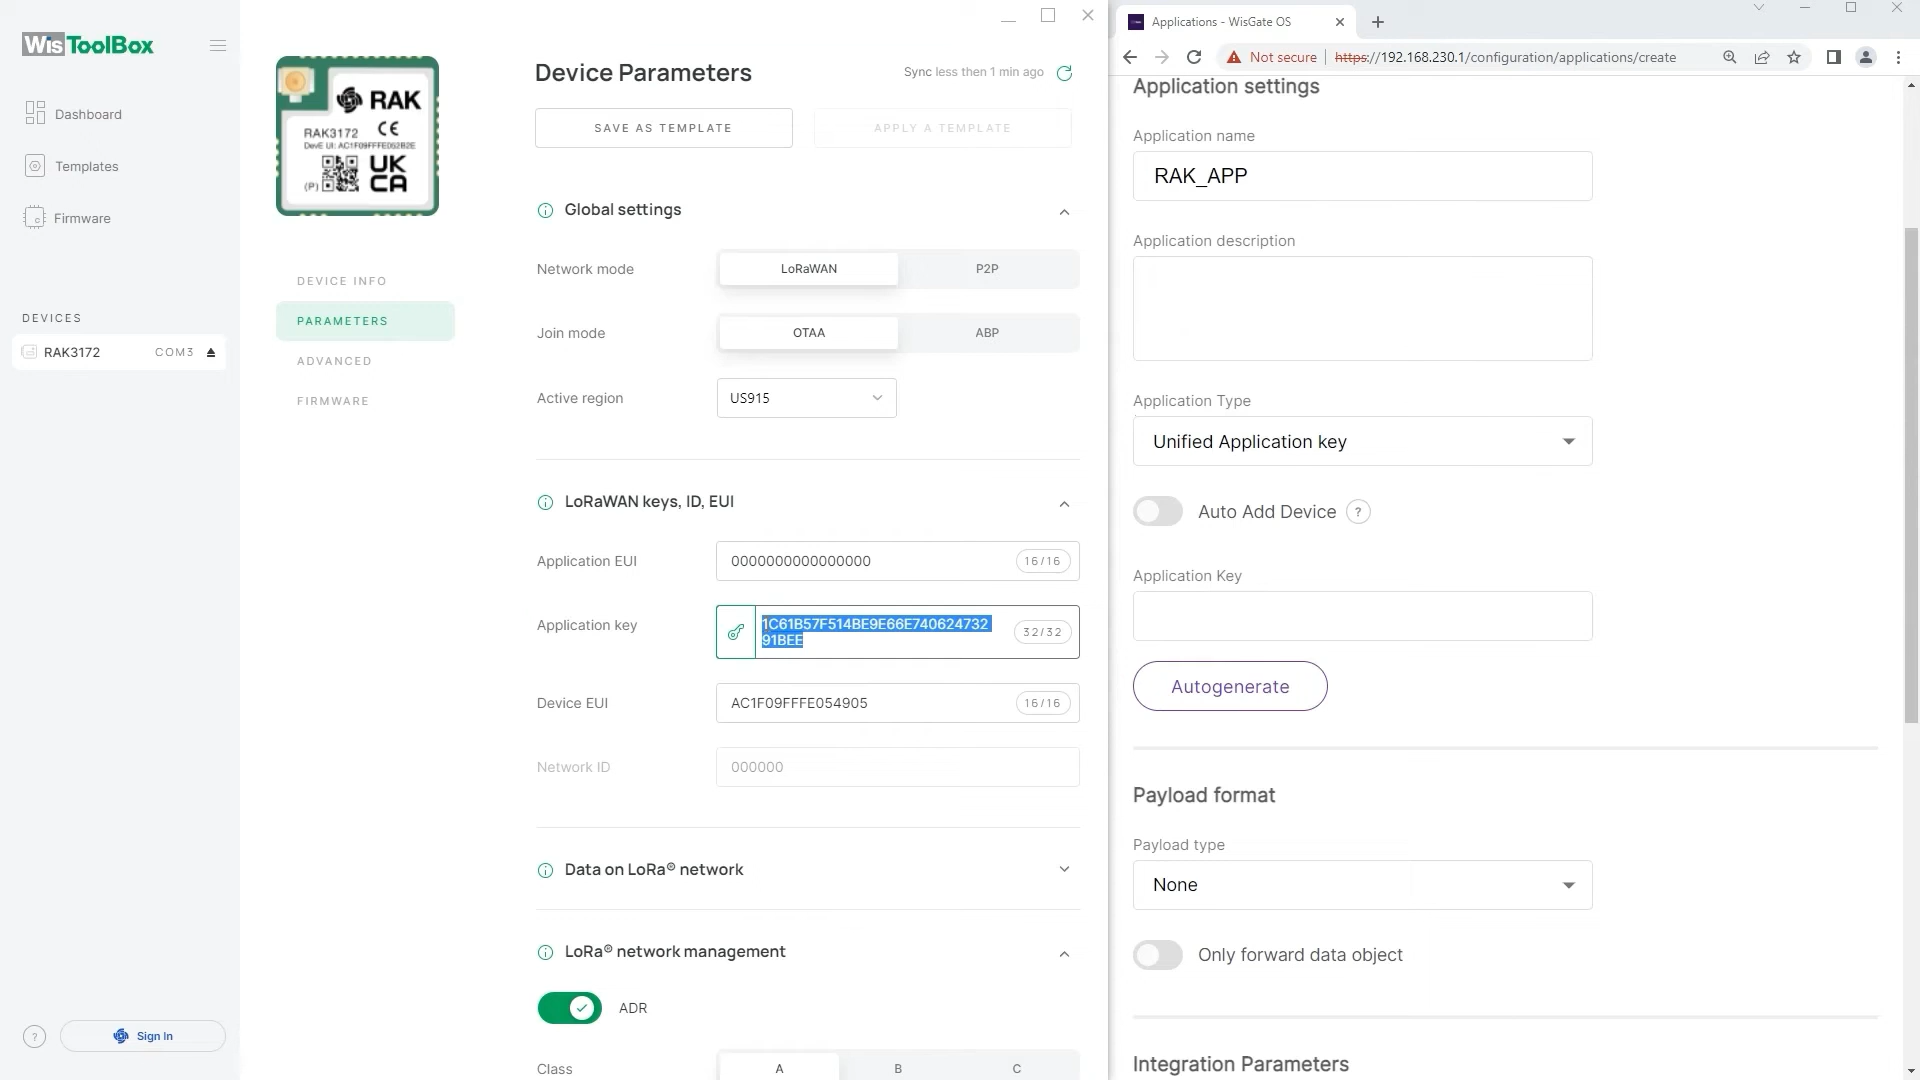 WisToolBox
Dashboard
Templates
Firmware
DEVICES
RAK3172 COM3
? Sign In
RAK
RAK3172 CE
UK
CA
(P)
DEVICE INFO
PARAMETERS
ADVANCED
FIRMWARE
Device Parameters
Sync less then 1 min ago
SAVE AS TEMPLATE
APPLY A TEMPLATE
Global settings
Network mode LoRaWAN P2P
Join mode OTAA ABP
Active region US915
LoRaWAN keys, ID, EUI
Application EUI 0000000000000000 16/16
Application key 1C61B57F514BE9E66E740624732
91BEE 32/32
Device EUI AC1F09FFFE054905 16/16
Network ID 000000
Data on LoRa® network
LoRa® network management
ADR
Class A B C
Applications - WisGate OS
Not secure https://192.168.230.1/configuration/applications/create
Application settings
Application name
RAK_APP
Application description
Application Type
Unified Application key
Auto Add Device ?
Application Key
Autogenerate
Payload format
Payload type
None
Only forward data object
Integration Parameters